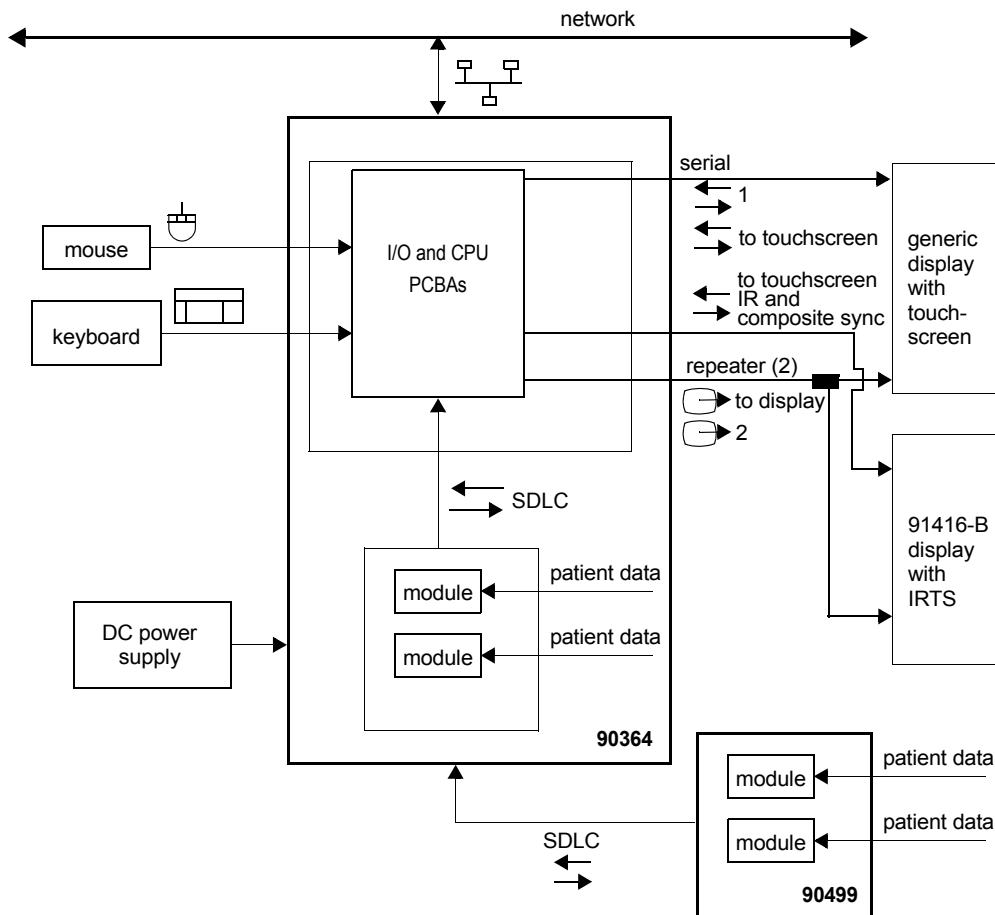 network
serial
1
to touchscreen
to touchscreen
IR and
composite sync
generic
display
with
touch-
screen
mouse
keyboard
I/O and CPU
PCBAs
repeater (2)
to display
2
SDLC
91416-B
display
with
IRTS
module
patient data
module
patient data
DC power
supply
90364
module
patient data
module
patient data
SDLC
90499